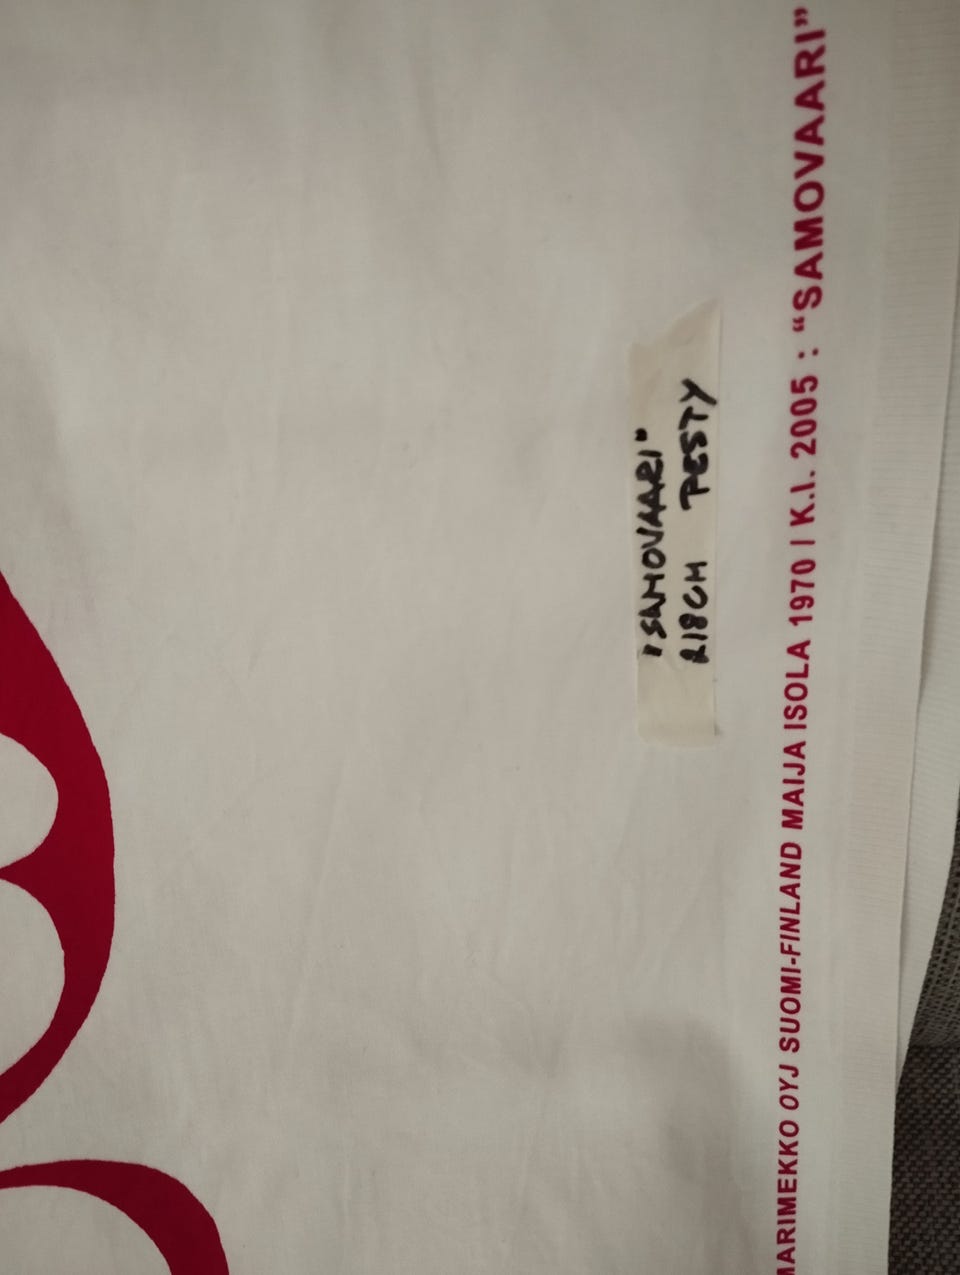 MARIMEKKO OYJ SUOMI-FINLAND MAIJA ISOLA 1970 / K.I. 2005 : “SAMOVAARI”
"SAMOVAARI"
218CM PESTY